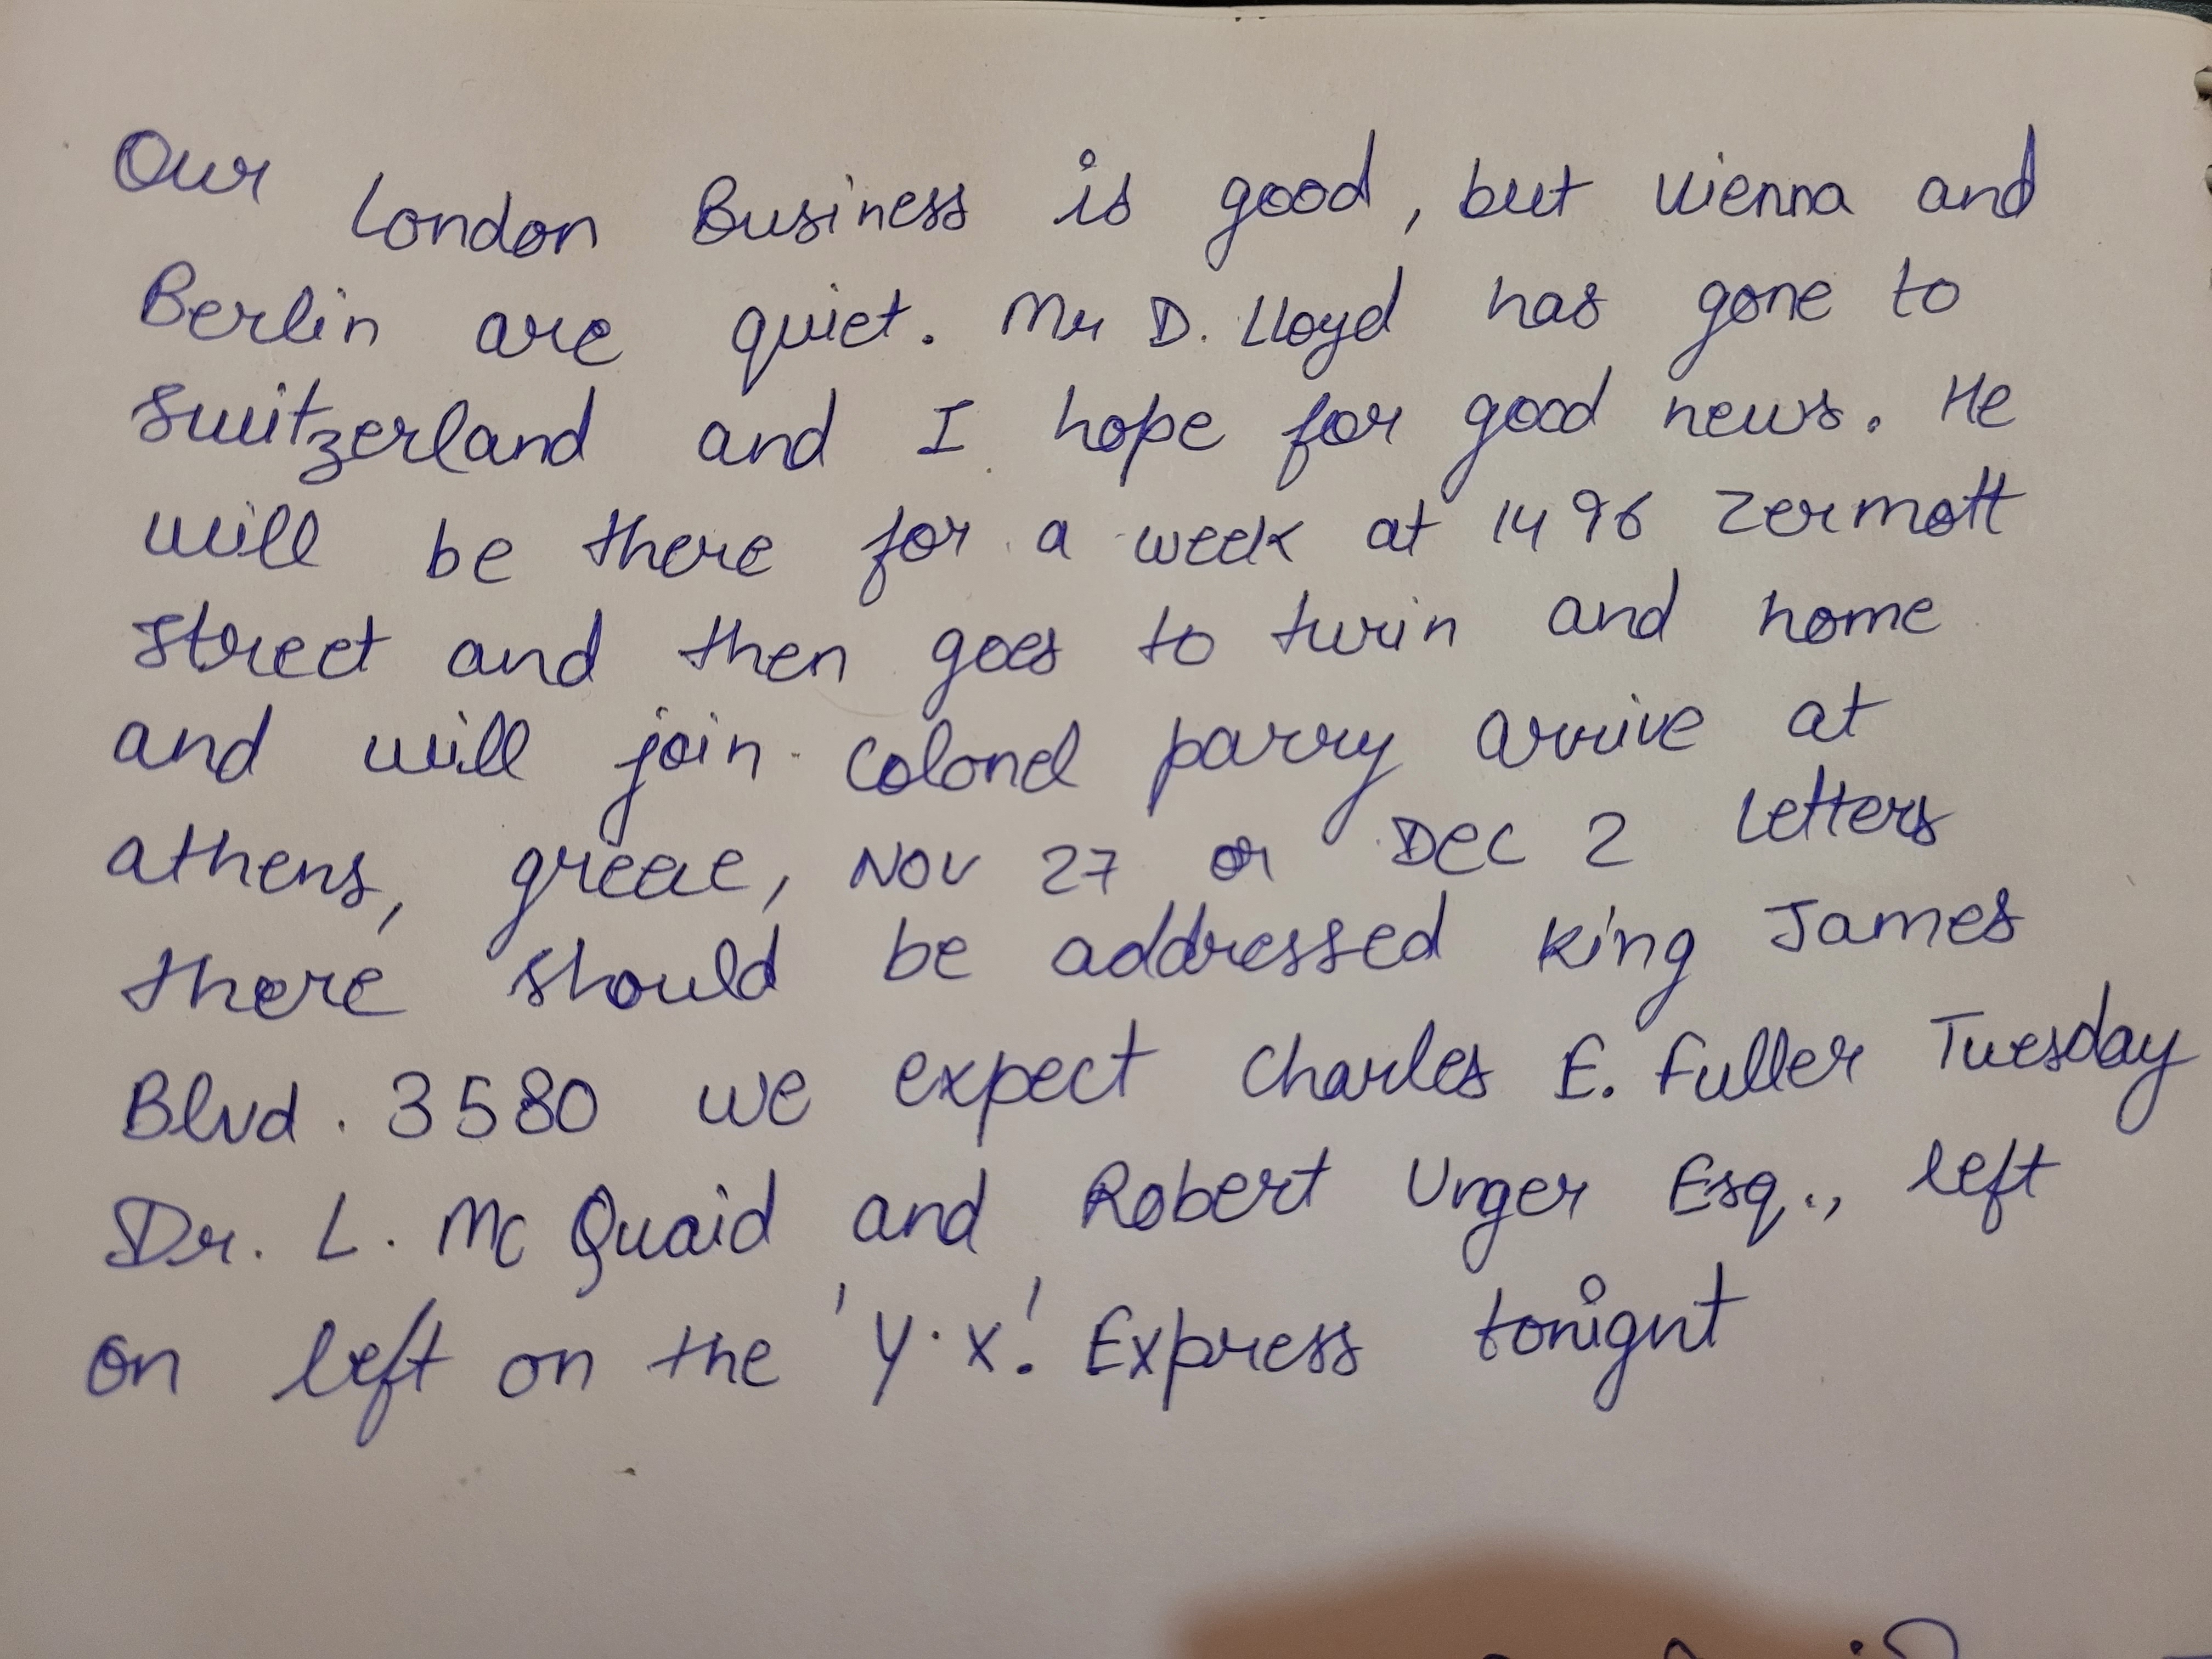 Our London Business is good, but vienna and
Berlin are quiet. Mr D. Lloyd has gone to
Switzerland and I hope for good news. He
will be there for a week at 1496 Zermott
Street and then goes to turin and home
and will join colonel parry arrive at
athens, greece, Nov 27 or Dec 2 Letters
there should be addressed King James
Blvd. 3580 we expect Charles E. Fuller Tuesday
Dr. L. Mc Quaid and Robert Unger Esq., left
on left on the 'Y.X.' Express tonight